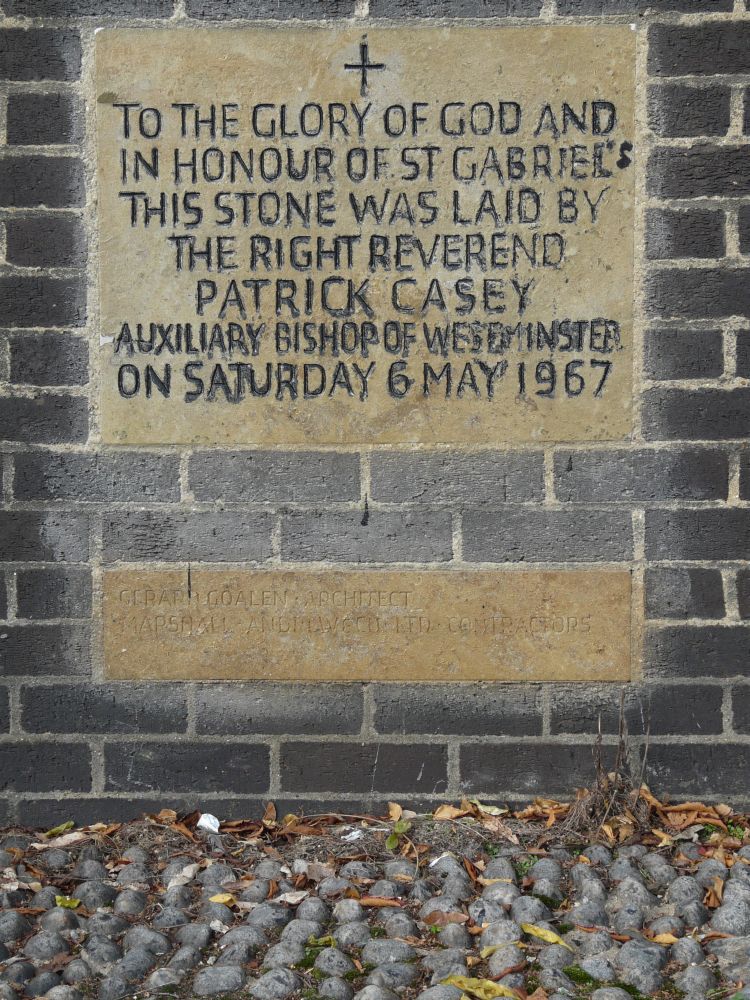 TO THE GLORY OF GOD AND
IN HONOUR OF ST GABRIEL'S
THIS STONE WAS LAID BY
THE RIGHT REVEREND
PATRICK CASEY
AUXILIARY BISHOP OF WESTMINSTER
ON SATURDAY 6 MAY 1967
GERARD GOALEN · ARCHITECT
MARSHALL · ANDREW & CO LTD · CONTRACTORS